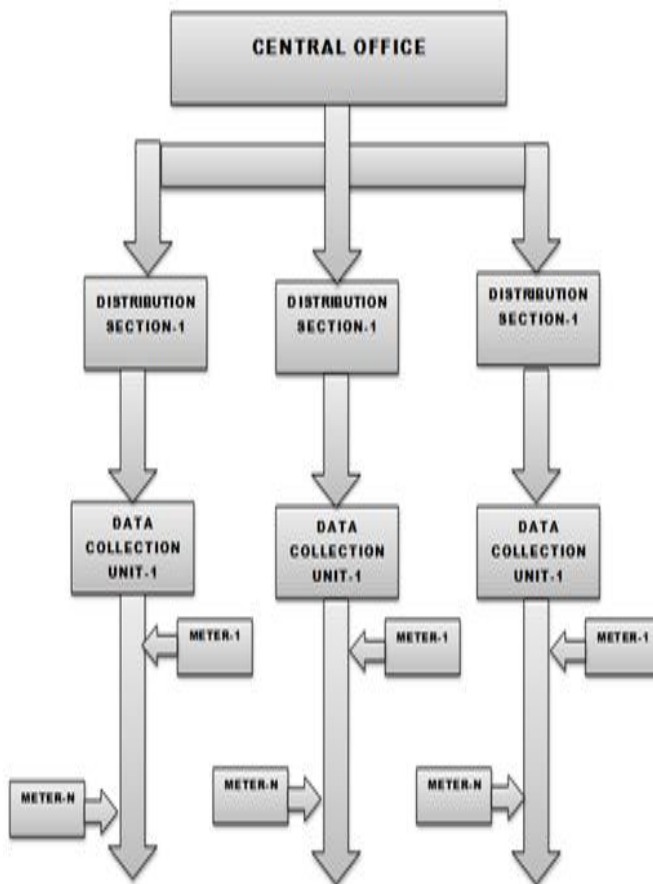 CENTRAL OFFICE
DISTRIBUTION
SECTION-1
DISTRIBUTION
SECTION-1
DISTRIBUTION
SECTION-1
DATA
COLLECTION
UNIT-1
DATA
COLLECTION
UNIT-1
DATA
COLLECTION
UNIT-1
METER-1
METER-1
METER-1
METER-N
METER-N
METER-N